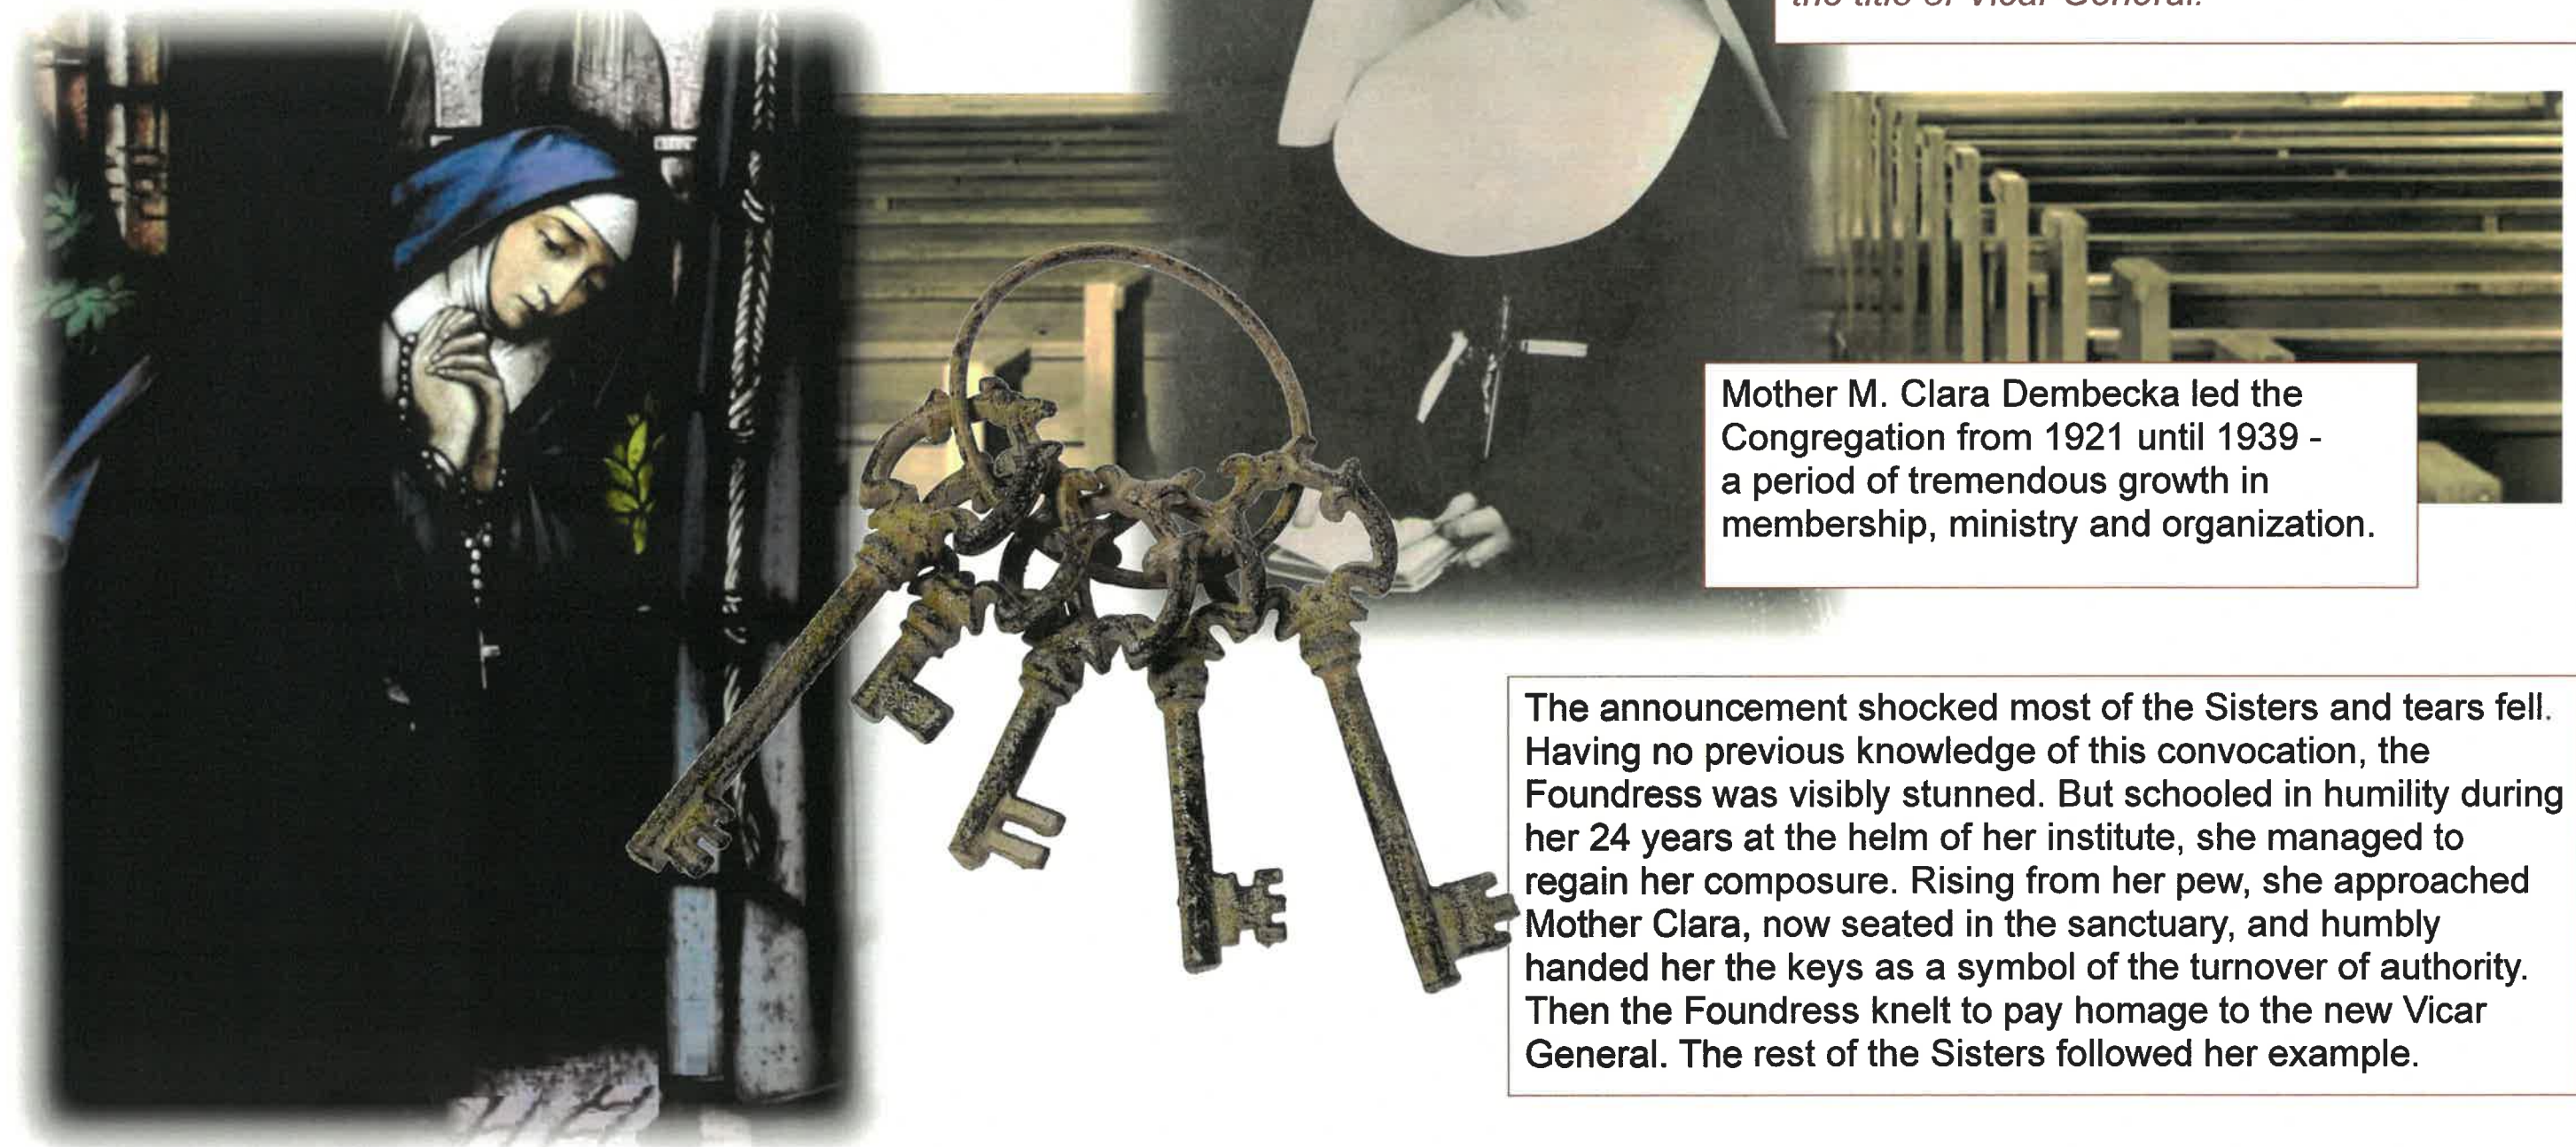 the title of Vicar General.
Mother M. Clara Dembecka led the
Congregation from 1921 until 1939 -
a period of tremendous growth in
membership, ministry and organization.
The announcement shocked most of the Sisters and tears fell.
Having no previous knowledge of this convocation, the
Foundress was visibly stunned. But schooled in humility during
her 24 years at the helm of her institute, she managed to
regain her composure. Rising from her pew, she approached
Mother Clara, now seated in the sanctuary, and humbly
handed her the keys as a symbol of the turnover of authority.
Then the Foundress knelt to pay homage to the new Vicar
General. The rest of the Sisters followed her example.